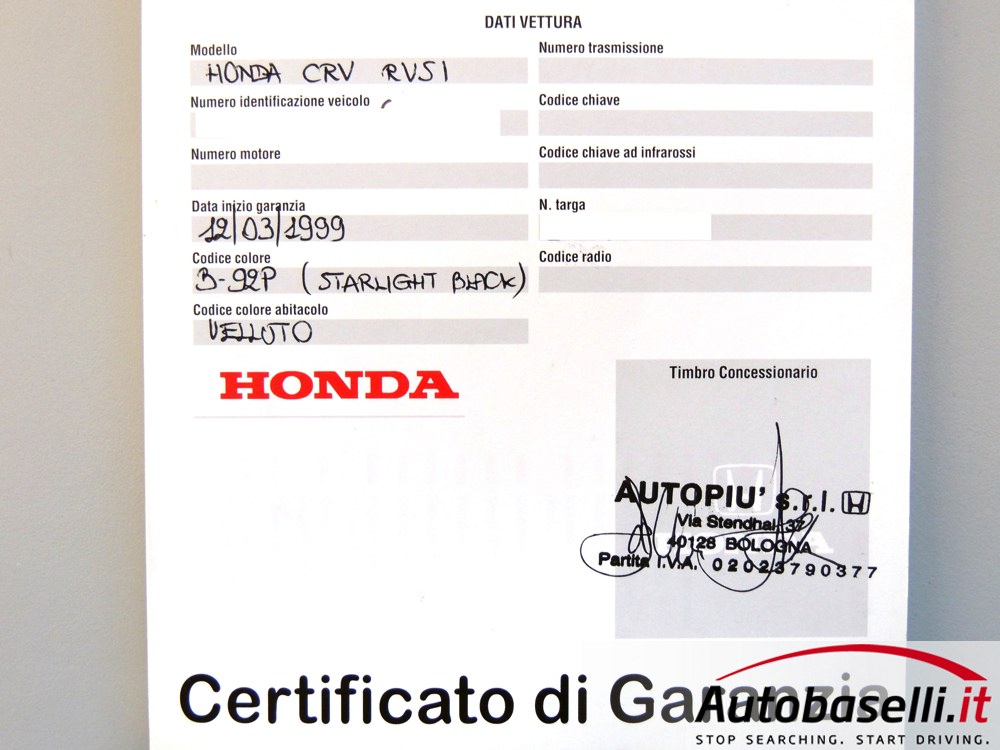 DATI VETTURA
Modello
HONDA CRV RVSI
Numero identificazione veicolo
Numero motore
Data inizio garanzia
12/03/1999
Codice colore
B-92P (STARLIGHT BLACK)
Codice colore abitacolo
VELLUTO
Numero trasmissione
Codice chiave
Codice chiave ad infrarossi
N. targa
Codice radio
HONDA
Timbro Concessionario
AUTOPIU' s.r.l.
Via Stendhal 37
40128 BOLOGNA
Partita I.V.A. 02023790377
Certificato di Garanzia
Autobaselli.it
STOP SEARCHING. START DRIVING.